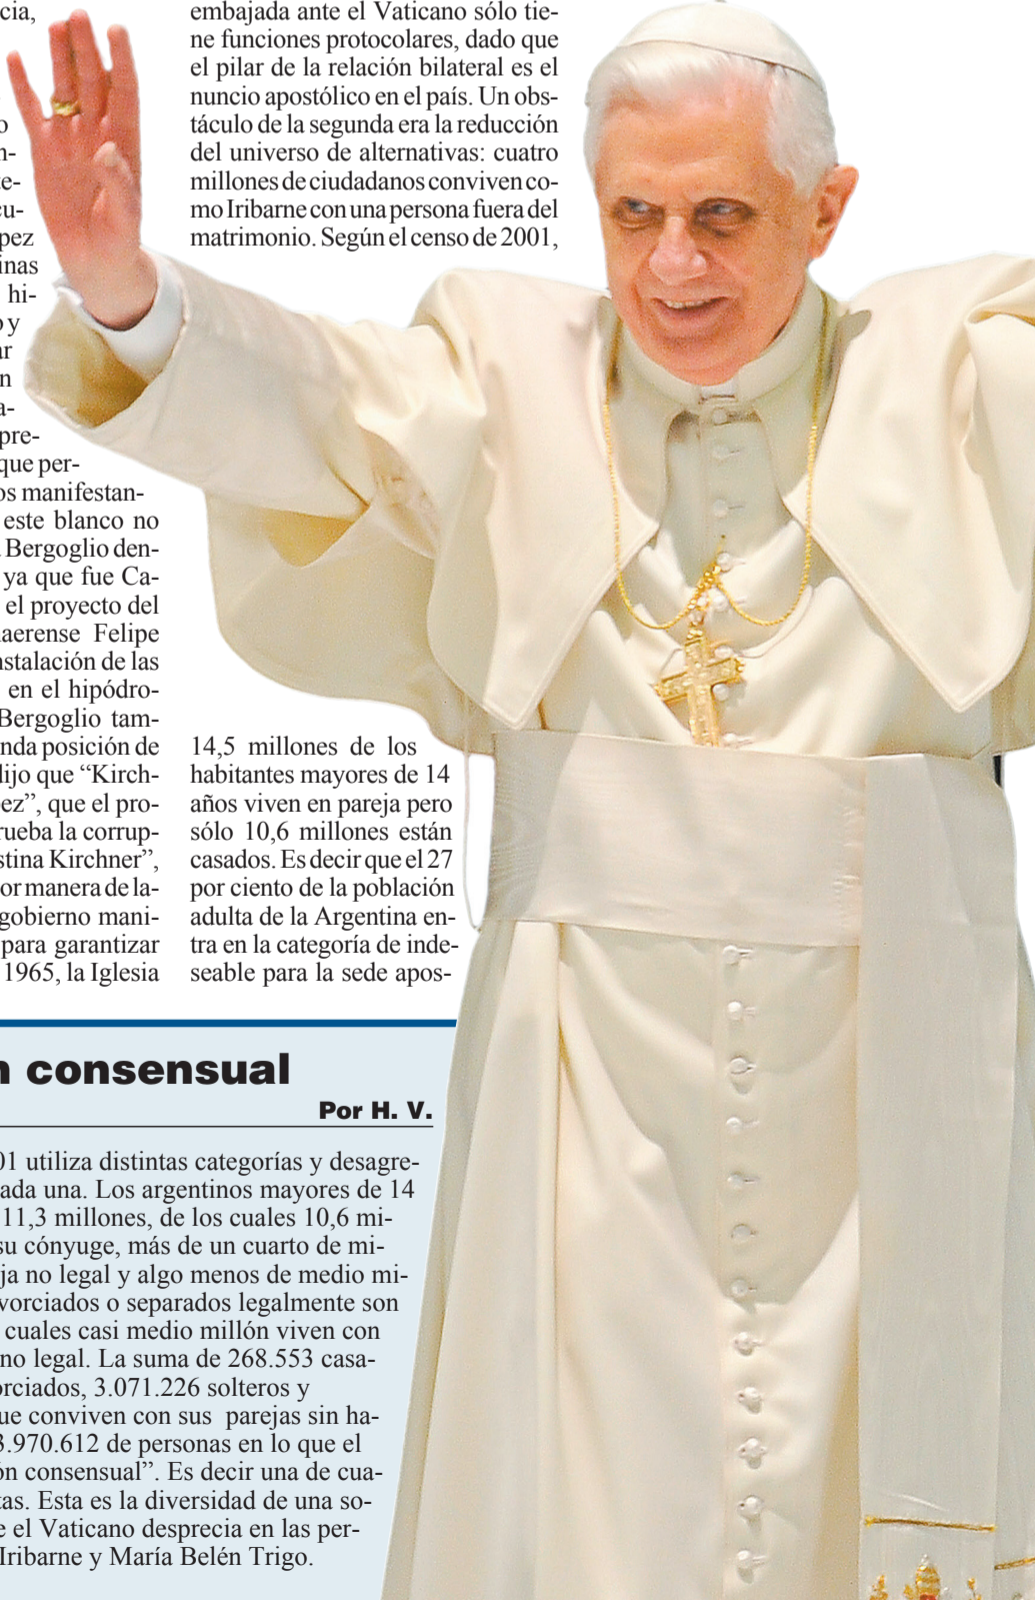 cia,
o
n-
te-
cu-
pez
inas
hi-
o y
ar
n
a-
pre-
que per-
os manifestan-
este blanco no
Bergoglio den-
ya que fue Ca-
el proyecto del
aerense Felipe
nstalación de las
en el hipódro-
Bergoglio tam-
nda posición de
dijo que “Kirch-
ez”, que el pro-
rueba la corrup-
stina Kirchner”,
or manera de la-
gobierno mani-
para garantizar
1965, la Iglesia
embajada ante el Vaticano sólo tie-
ne funciones protocolares, dado que
el pilar de la relación bilateral es el
nuncio apostólico en el país. Un obs-
táculo de la segunda era la reducción
del universo de alternativas: cuatro
millones de ciudadanos conviven co-
mo Iribarne con una persona fuera del
matrimonio. Según el censo de 2001,
14,5 millones de los
habitantes mayores de 14
años viven en pareja pero
sólo 10,6 millones están
casados. Es decir que el 27
por ciento de la población
adulta de la Argentina en-
tra en la categoría de inde-
seable para la sede apos-
n consensual
Por H. V.
01 utiliza distintas categorías y desagre-
ada una. Los argentinos mayores de 14
11,3 millones, de los cuales 10,6 mi-
su cónyuge, más de un cuarto de mi-
ja no legal y algo menos de medio mi-
vorciados o separados legalmente son
cuales casi medio millón viven con
no legal. La suma de 268.553 casa-
orciados, 3.071.226 solteros y
que conviven con sus parejas sin ha-
3.970.612 de personas en lo que el
ón consensual”. Es decir una de cua-
tas. Esta es la diversidad de una so-
e el Vaticano desprecia en las per-
Iribarne y María Belén Trigo.